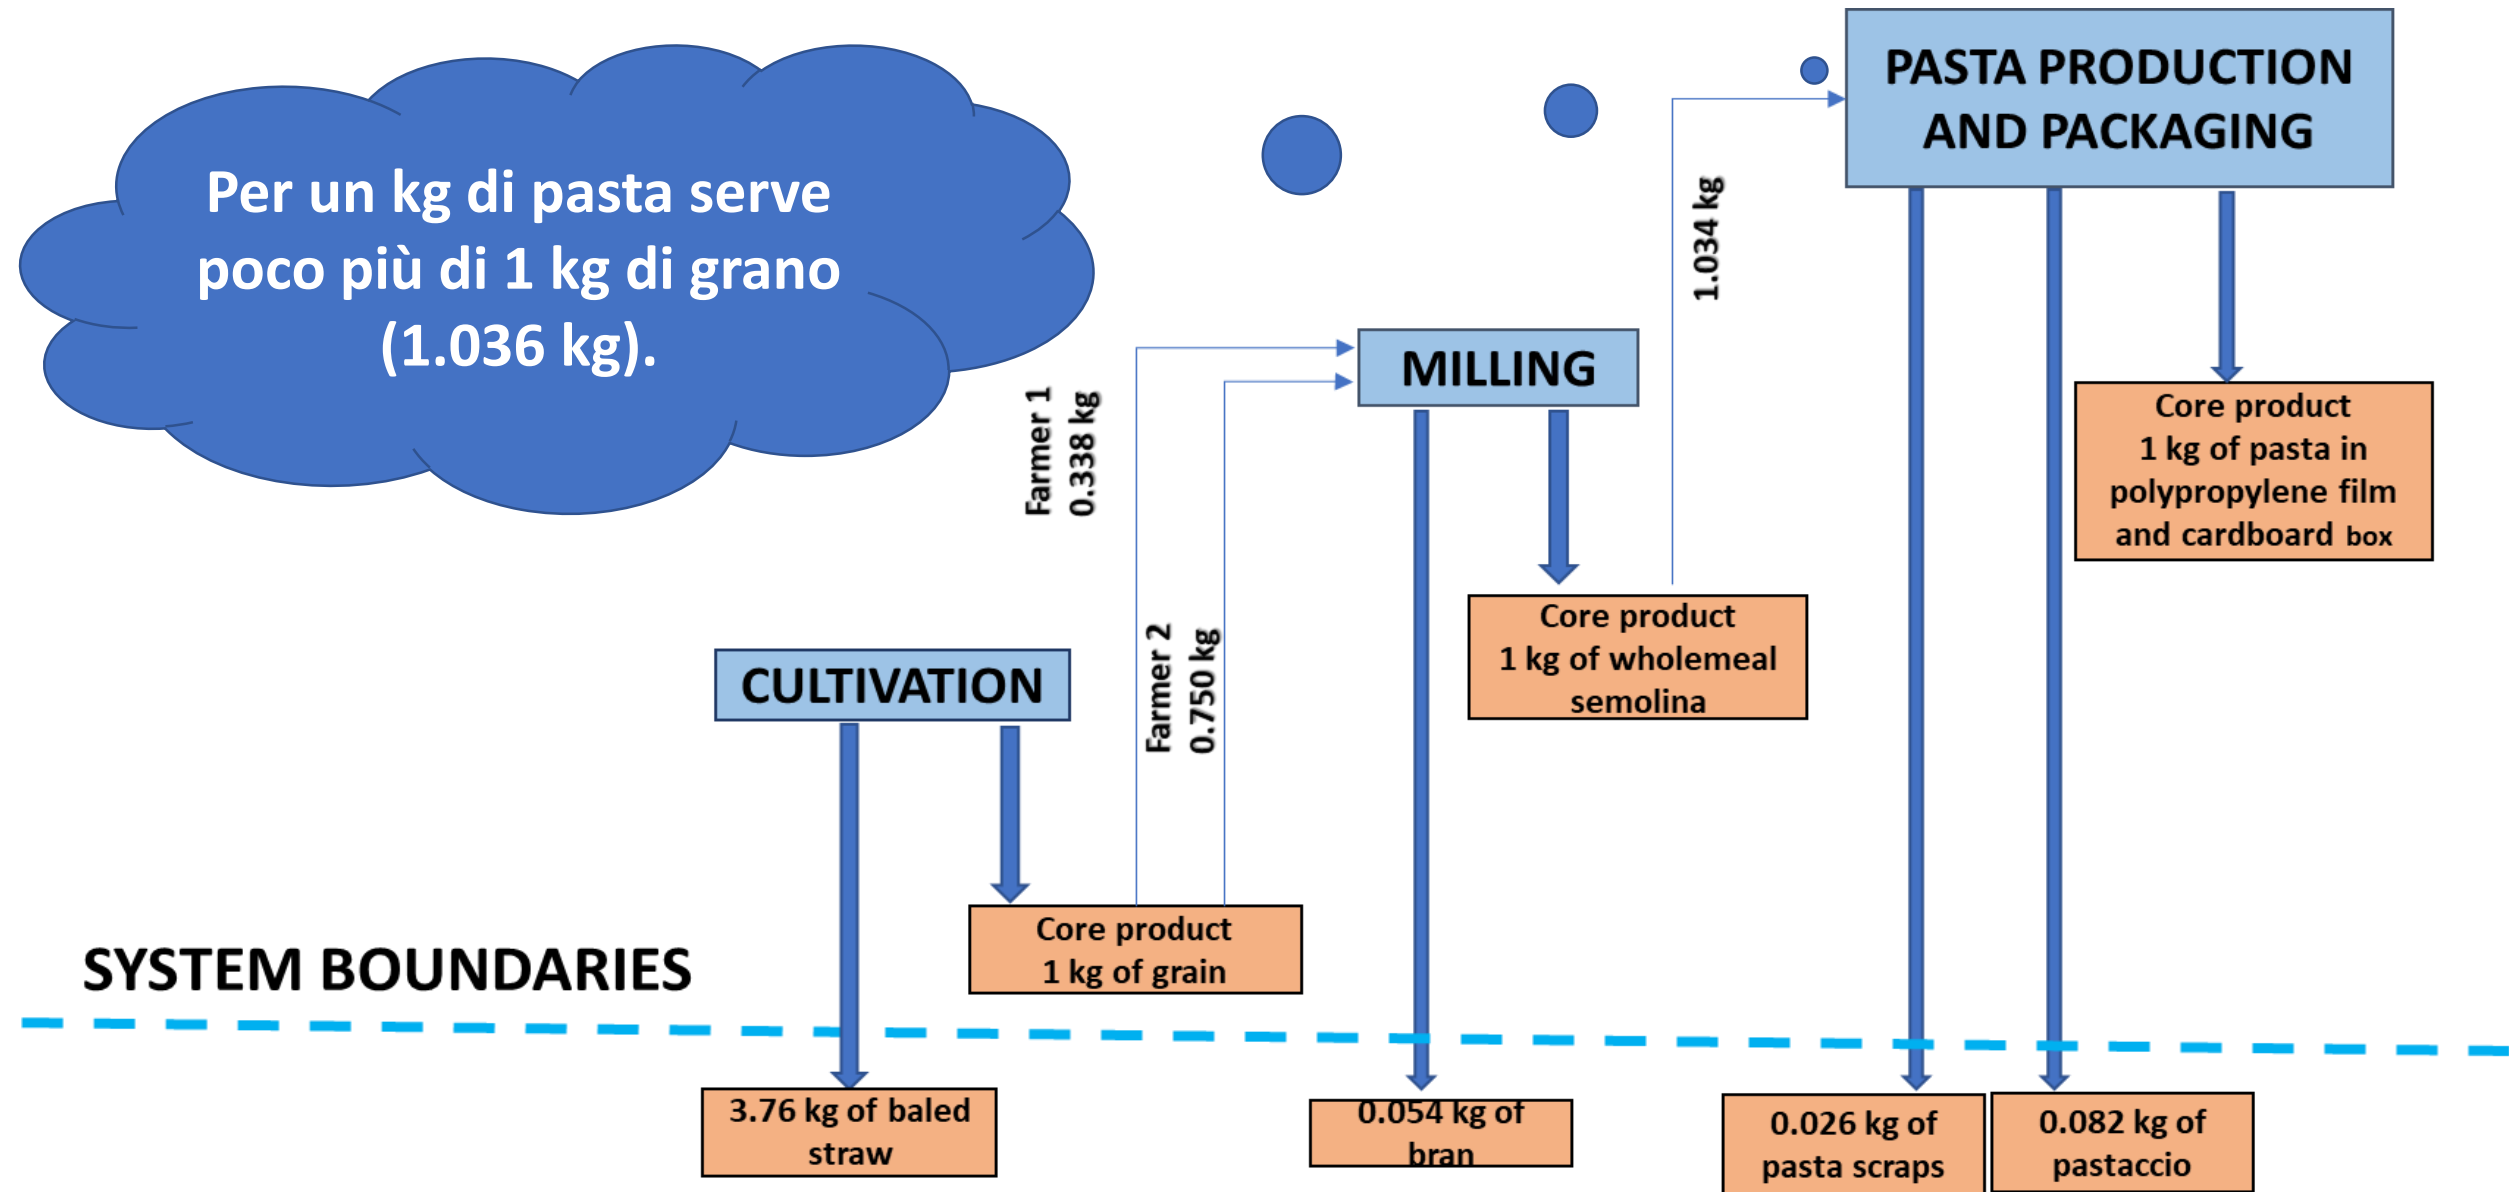 PASTA PRODUCTION
AND PACKAGING
Per un kg di pasta serve
poco più di 1 kg di grano
(1.036 kg).
1.034 kg
MILLING
Farmer 1
0.338 kg
Core product
1 kg of pasta in
polypropylene film
and cardboard box
Farmer 2
0.750 kg
Core product
1 kg of wholemeal
semolina
CULTIVATION
Core product
1 kg of grain
SYSTEM BOUNDARIES
3.76 kg of baled
straw
0.054 kg of
bran
0.026 kg of
pasta scraps
0.082 kg of
pastaccio